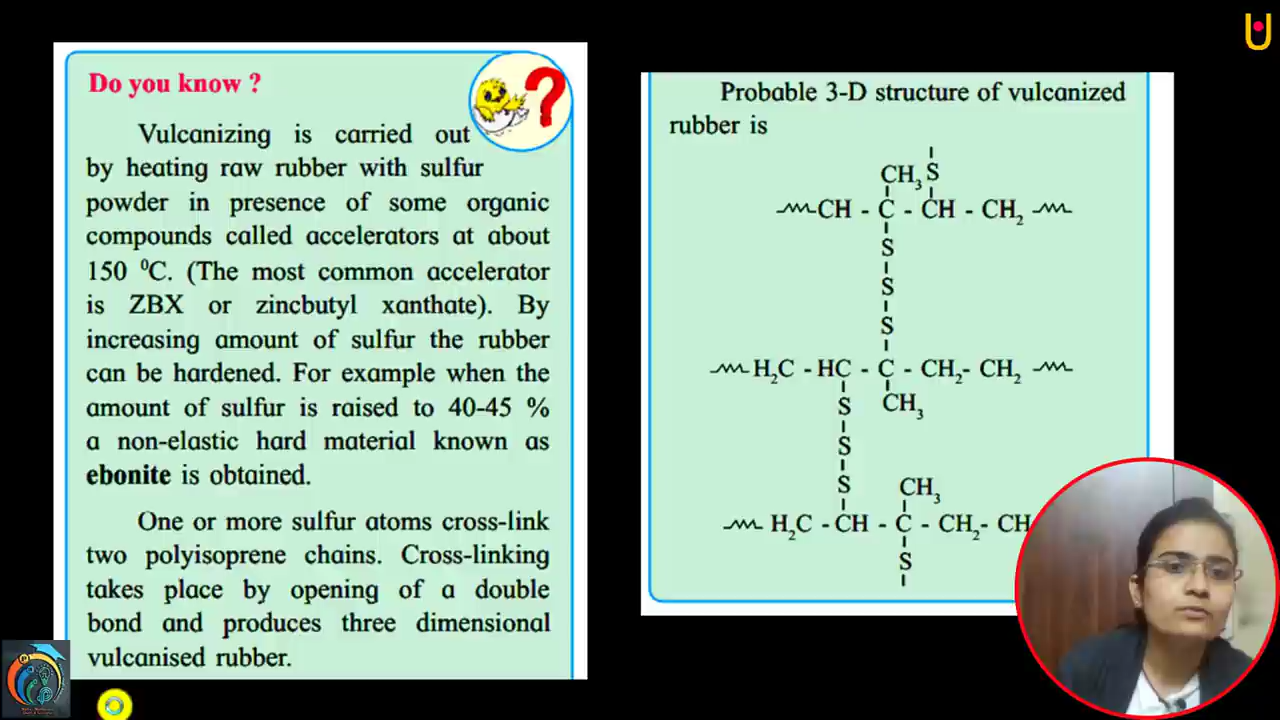 Do you know ?
Vulcanizing is carried out
by heating raw rubber with sulfur
powder in presence of some organic
compounds called accelerators at about
150 ⁰C. (The most common accelerator
is ZBX or zincbutyl xanthate). By
increasing amount of sulfur the rubber
can be hardened. For example when the
amount of sulfur is raised to 40-45 %
a non-elastic hard material known as
ebonite is obtained.
One or more sulfur atoms cross-link
two polyisoprene chains. Cross-linking
takes place by opening of a double
bond and produces three dimensional
vulcanised rubber.
Probable 3-D structure of vulcanized
rubber is
CH₃ S
CH - C - CH - CH₂
S
S
S
H₂C - HC - C - CH₂- CH₂
S CH₃
S
S CH₃
H₂C - CH - C - CH₂- CH
S